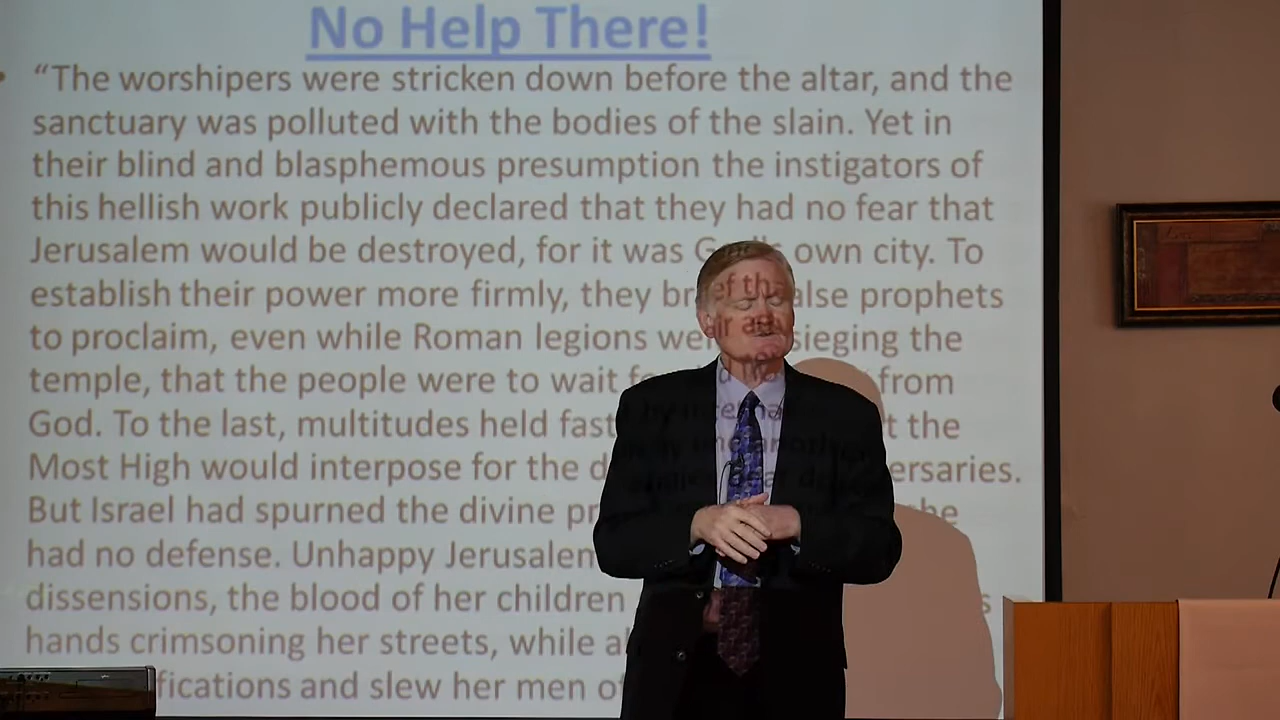 No Help There!
• “The worshipers were stricken down before the altar, and the
sanctuary was polluted with the bodies of the slain. Yet in
their blind and blasphemous presumption the instigators of
this hellish work publicly declared that they had no fear that
Jerusalem would be destroyed, for it was God's own city. To
establish their power more firmly, they false prophets
to proclaim, even while Roman legions were sieging the
temple, that the people were to wait from
God. To the last, multitudes held fast the
Most High would interpose for the
But Israel had spurned the divine
had no defense. Unhappy Jerusalem
dissensions, the blood of her children
hands crimsoning her streets, while
fications and slew her men of